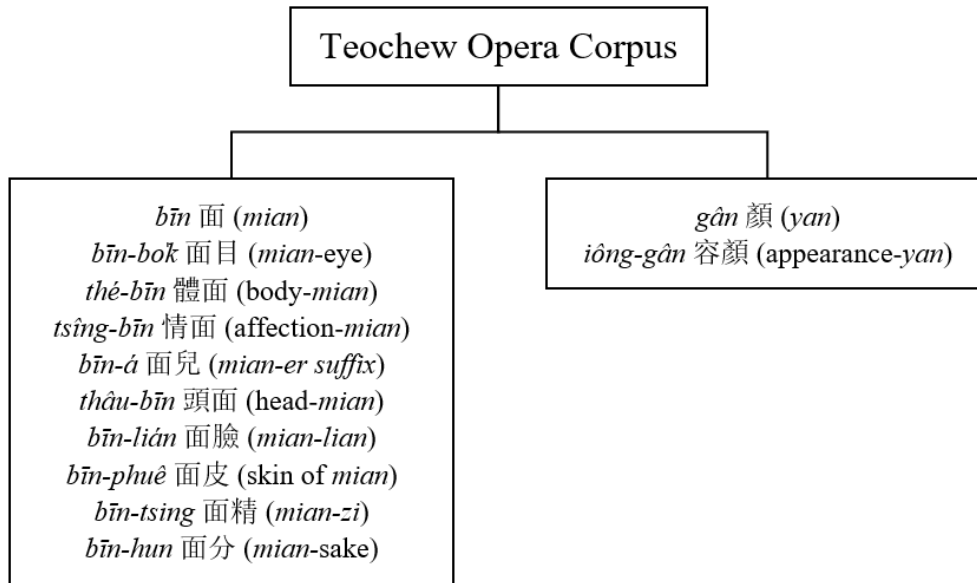 Teochew Opera Corpus
bīn 面 (mian)
bīn-bo̍k 面目 (mian-eye)
thé-bīn 體面 (body-mian)
tsîng-bīn 情面 (affection-mian)
bīn-á 面兒 (mian-er suffix)
thâu-bīn 頭面 (head-mian)
bīn-lián 面臉 (mian-lian)
bīn-phuê 面皮 (skin of mian)
bīn-tsing 面精 (mian-zi)
bīn-hun 面分 (mian-sake)
gân 顏 (yan)
iông-gân 容顏 (appearance-yan)